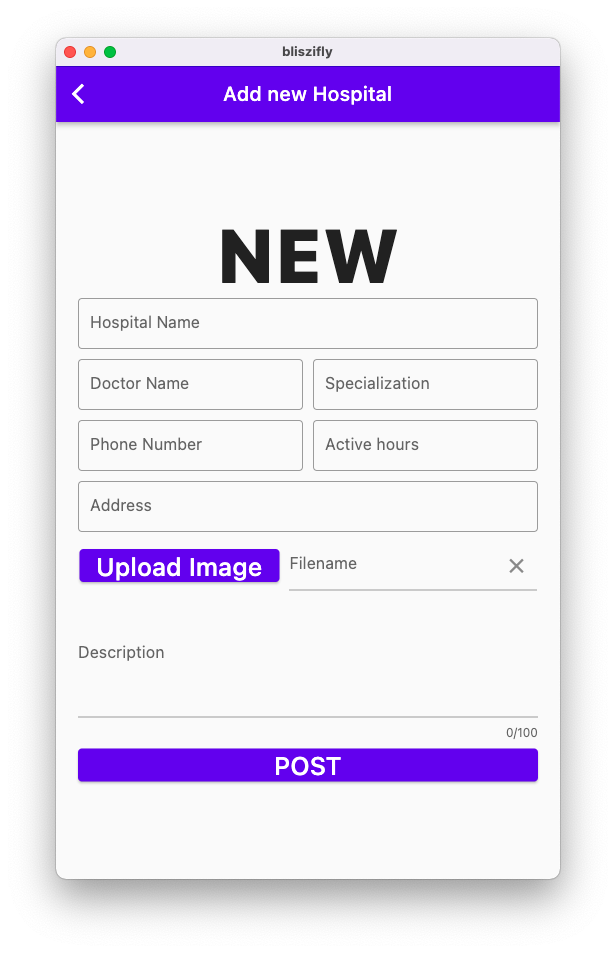 bliszifly
Add new Hospital
NEW
Hospital Name
Doctor Name Specialization
Phone Number Active hours
Address
Upload Image Filename
Description
0/100
POST